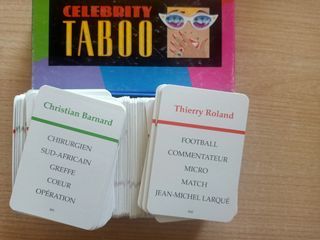 CELEBRITY
TABOO
Christian Barnard
CHIRURGIEN
SUD-AFRICAIN
GREFFE
COEUR
OPÉRATION
Thierry Roland
FOOTBALL
COMMENTATEUR
MICRO
MATCH
JEAN-MICHEL LARQUÉ